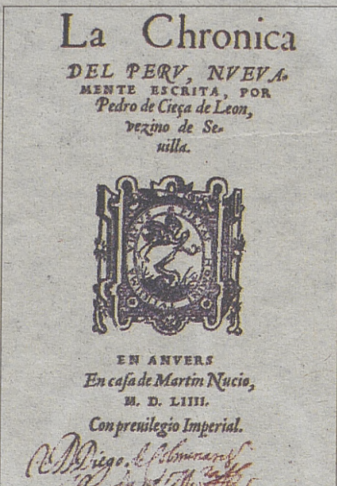 La Chronica
DEL PERV, NVEVA-
MENTE ESCRITA, POR
Pedro de Cieça de Leon,
vezino de Se-
uilla.
EN ANVERS
En casa de Martin Nucio,
M. D. LIIII.
Con preuilegio Imperial.
Diego